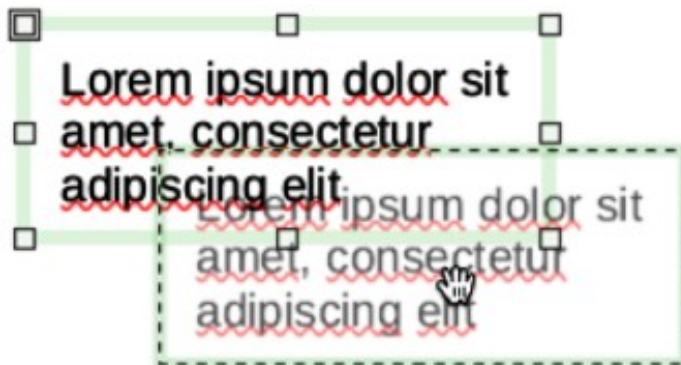 Lorem ipsum dolor sit
amet, consectetur
adipiscing elit
Lorem ipsum dolor sit
amet, consectetur
adipiscing elit